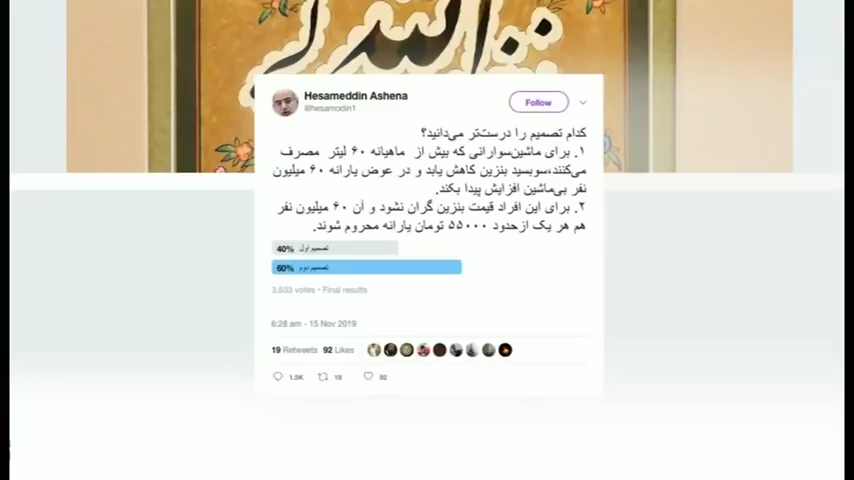 Hesameddin Ashena
@hesamodin1
Follow
کدام تصمیم را درست‌تر می‌دانید؟
۱. برای ماشین‌سوارانی که بیش از ماهیانه ۶۰ لیتر مصرف
می‌کنند،سوبسید بنزین کاهش یابد و در عوض یارانه ۶۰ میلیون
نفر بی‌ماشین افزایش پیدا بکند.
۲. برای این افراد قیمت بنزین گران نشود و آن ۶۰ میلیون نفر
هم هر یک ازحدود ۵۵۰۰۰ تومان یارانه محروم شوند.
40% تصمیم اول
60% تصمیم دوم
3,633 votes • Final results
6:28 am - 15 Nov 2019
19 Retweets 92 Likes
1.5K 19 92